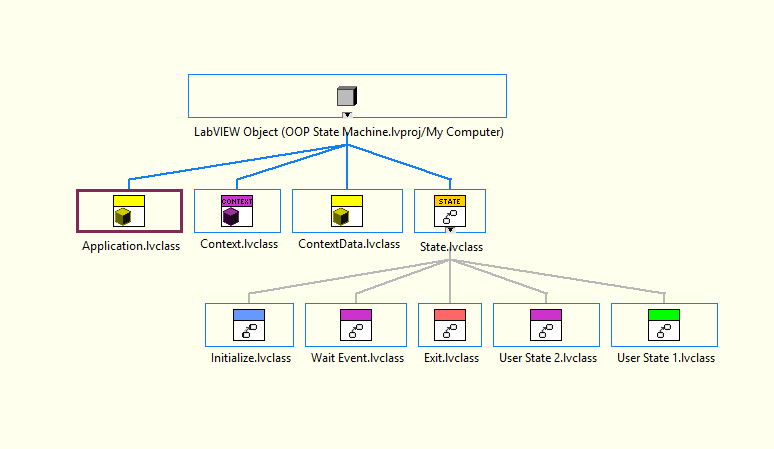 LabVIEW Object (OOP State Machine.lvproj/My Computer)
CONTEXT
STATE
Application.lvclass
Context.lvclass
ContextData.lvclass
State.lvclass
Initialize.lvclass
Wait Event.lvclass
Exit.lvclass
User State 2.lvclass
User State 1.lvclass